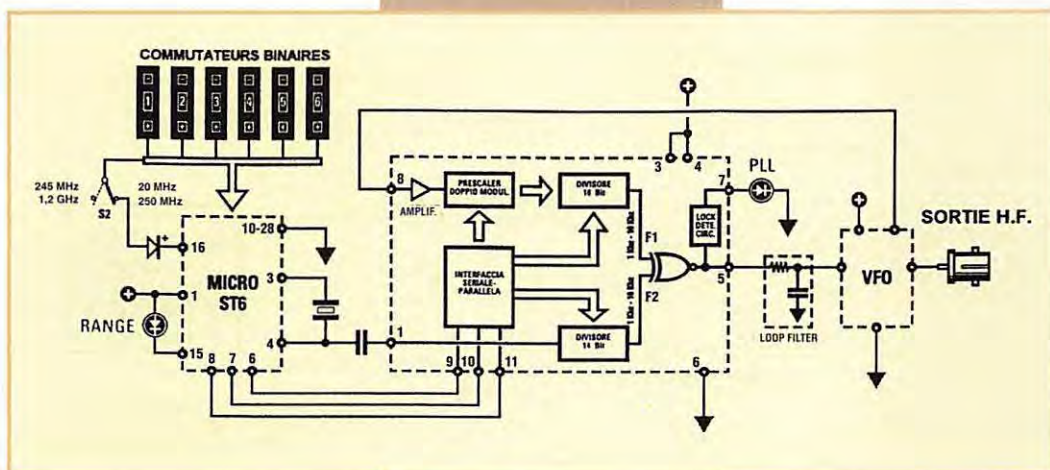 COMMUTATEURS BINAIRES
1 2 3 4 5 6
245 MHz
1,2 GHz
S2
20 MHz
250 MHz
16
10-28
MICRO
ST6
3
4
1
15
RANGE
8 7 6
8
AMPLIF.
PRESCALER
DOPPIO MODUL.
DIVISORE
INTERFACCIA
SERIALE-
PARALLELA
DIVISORE
14 Bit
1
9 10 11
3
4
7
PLL
LOCK
DETE.
CIRC.
F1
F2
5
6
LOOP FILTER
VFO
SORTIE H.F.